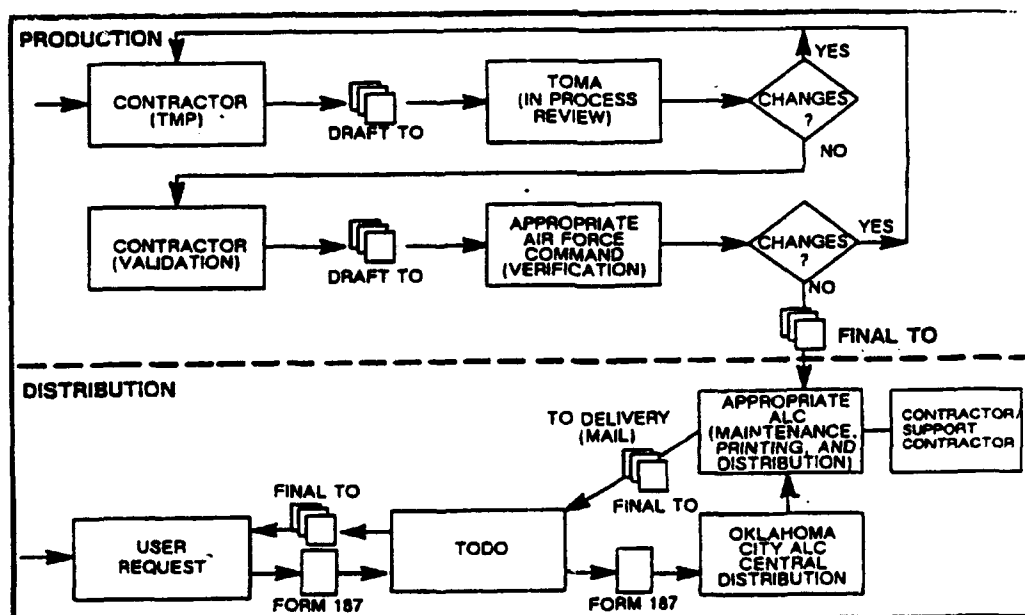 PRODUCTION
YES
CONTRACTOR
(TMP)
DRAFT TO
TOMA
(IN PROCESS
REVIEW)
CHANGES
?
NO
CONTRACTOR
(VALIDATION)
DRAFT TO
APPROPRIATE
AIR FORCE
COMMAND
(VERIFICATION)
CHANGES
?
YES
NO
FINAL TO
DISTRIBUTION
TO DELIVERY
(MAIL)
FINAL TO
APPROPRIATE
ALC
(MAINTENANCE,
PRINTING, AND
DISTRIBUTION)
CONTRACTOR/
SUPPORT
CONTRACTOR
USER
REQUEST
FINAL TO
FORM 187
TODO
FORM 187
OKLAHOMA
CITY ALC
CENTRAL
DISTRIBUTION